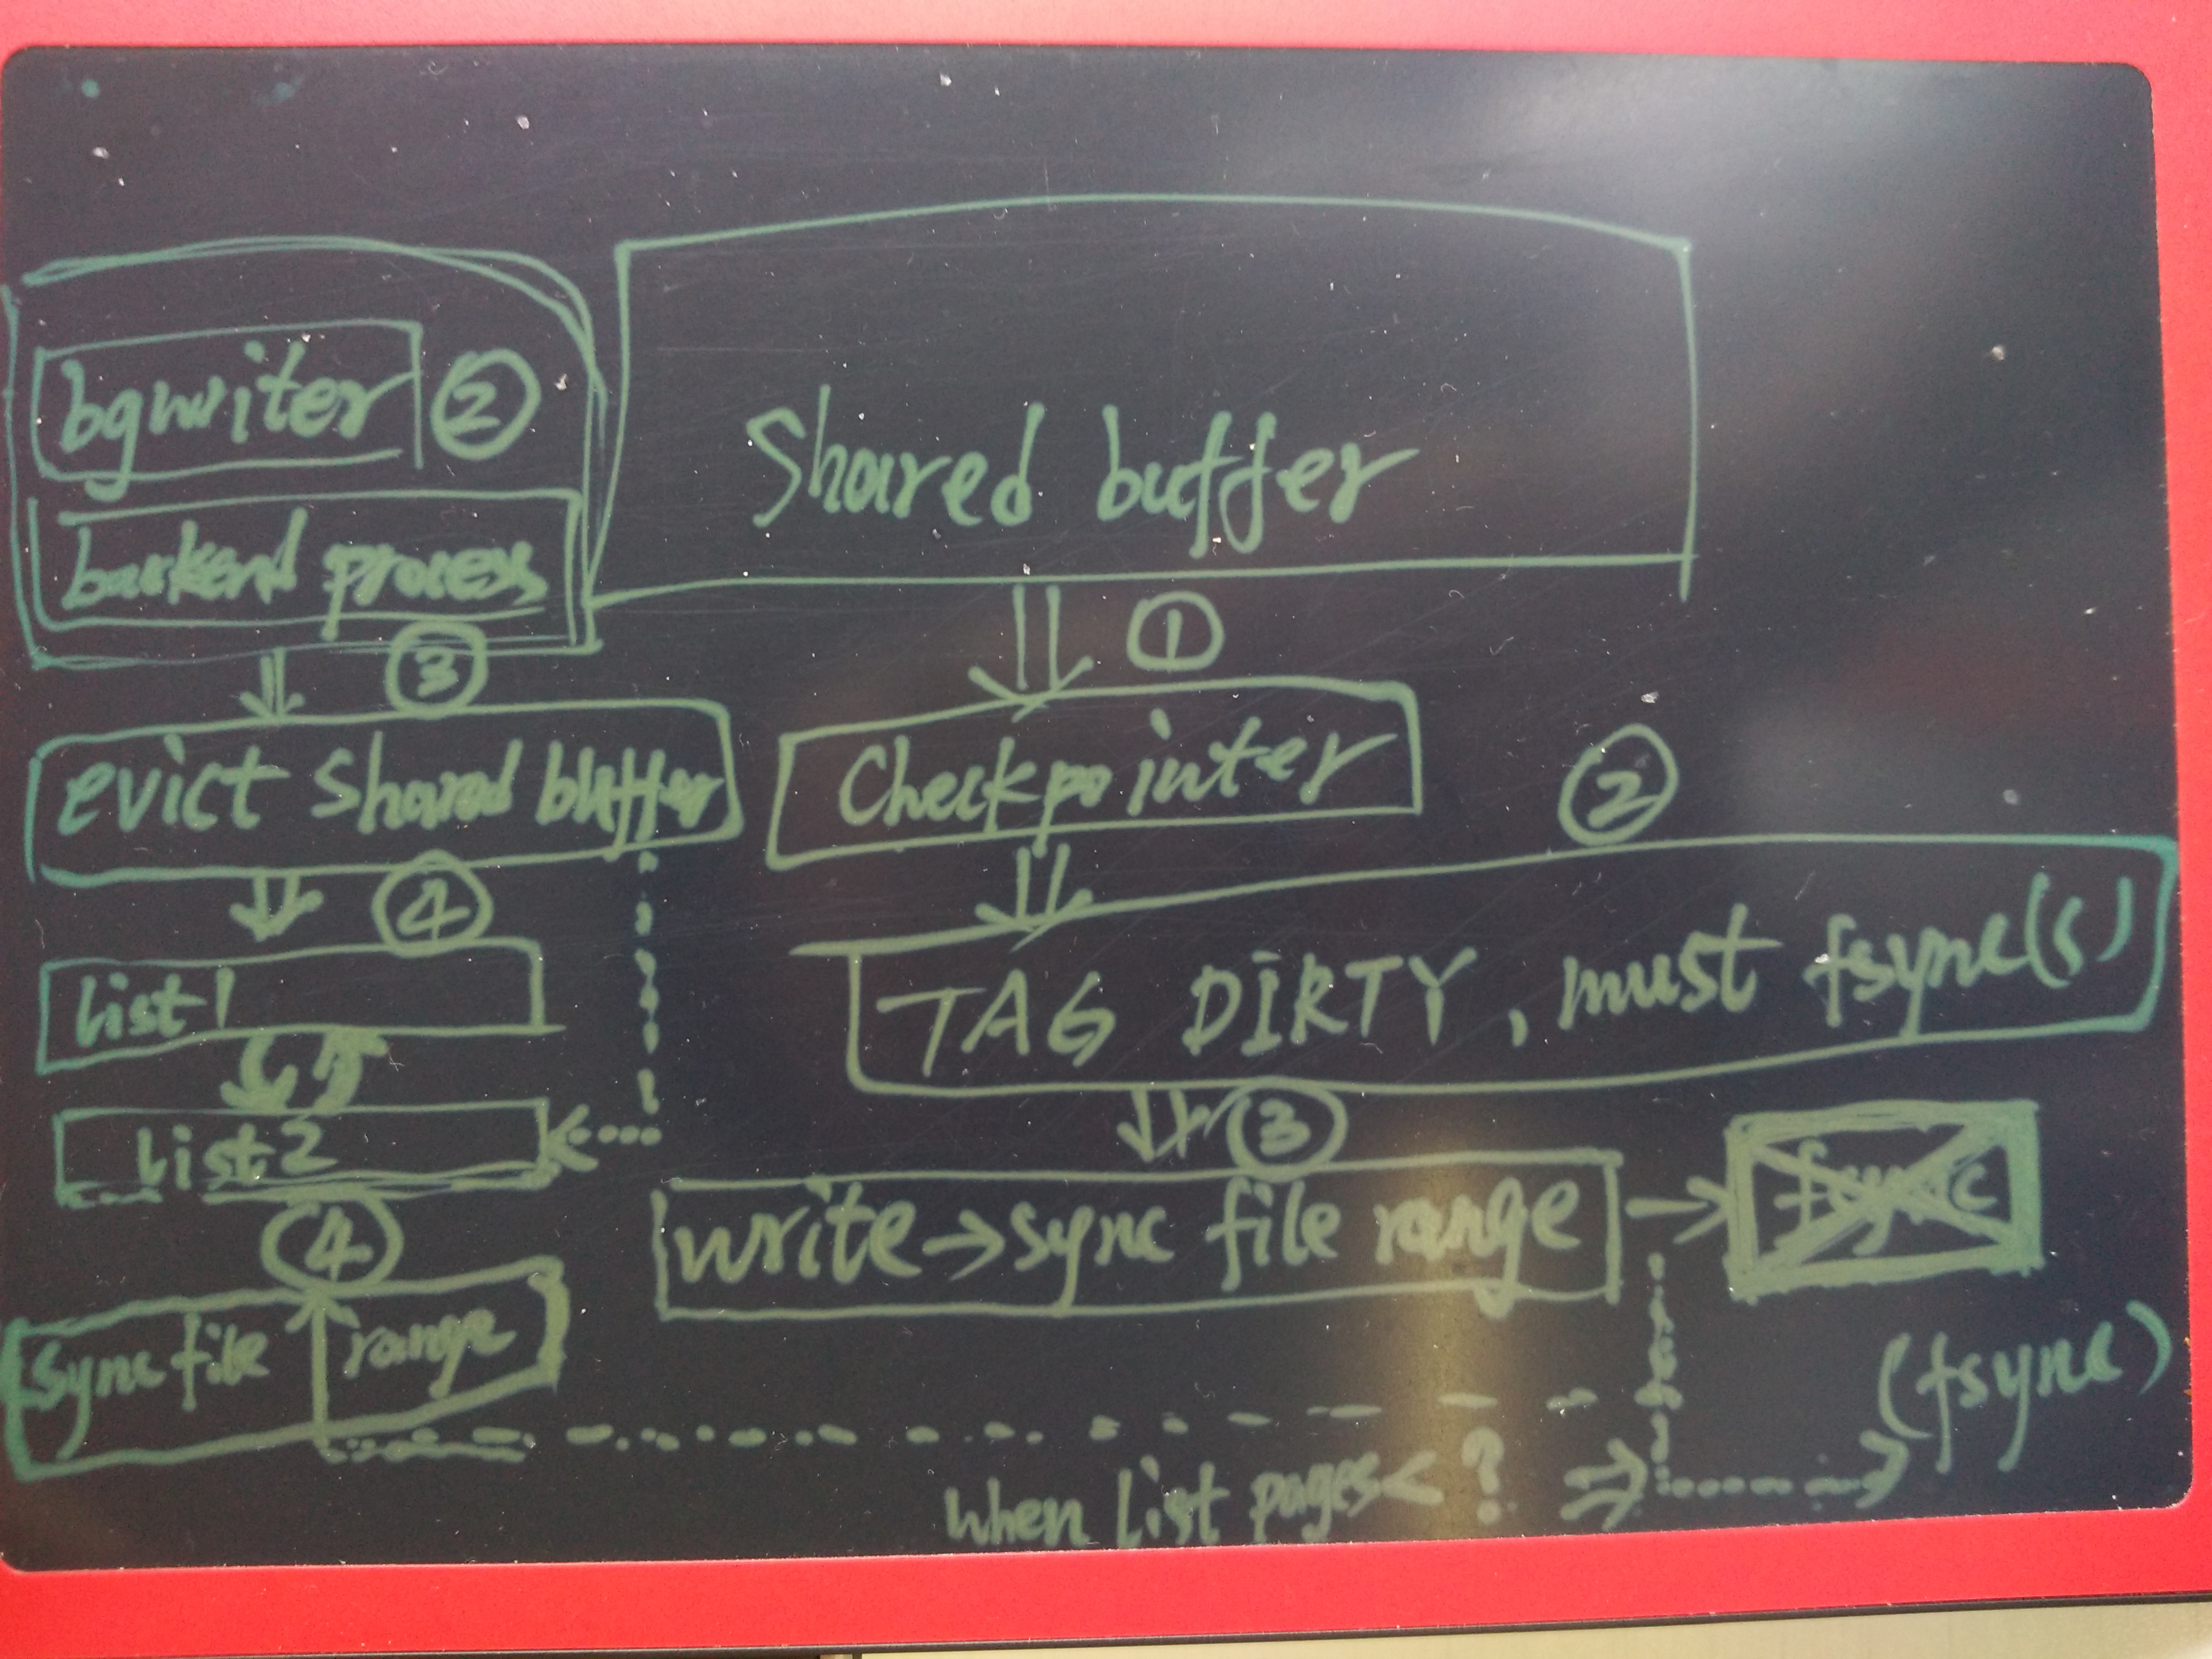 bgwriter ②
backend process
Shared buffer
①
③
evict shared buffer
Checkpointer
②
④
list1
TAG DIRTY, must fsync(s)
list2
③
④
write→sync file range
fsync
sync file range
(fsync)
when list pages < ?